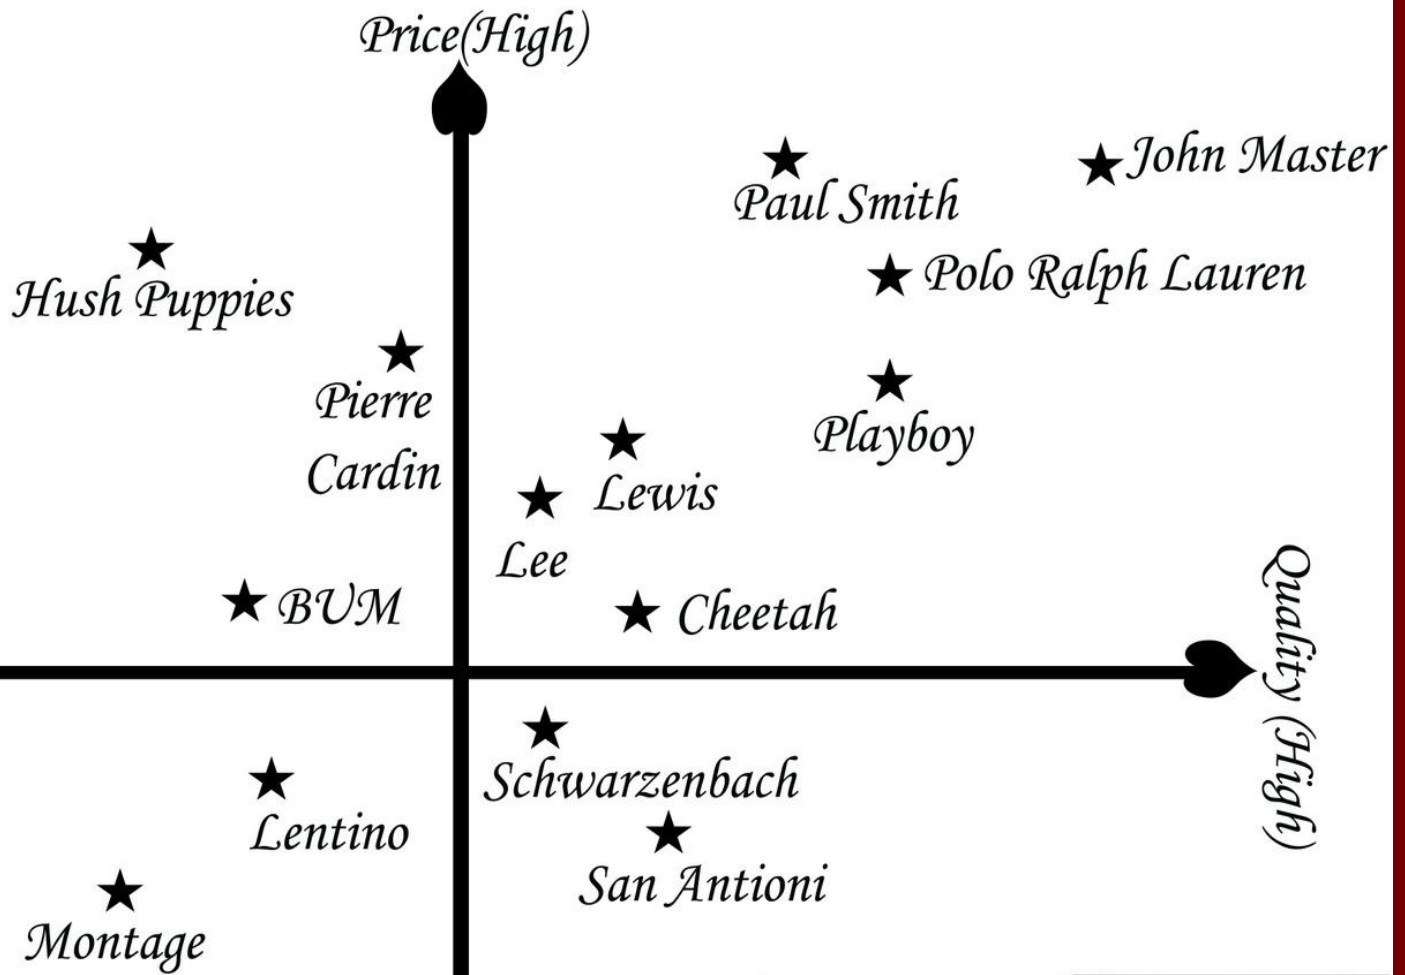 Price(High)
John Master
Paul Smith
Polo Ralph Lauren
Hush Puppies
Pierre
Cardin
Playboy
Lewis
Lee
BUM
Cheetah
Quality (High)
Schwarzenbach
Lentino
San Antioni
Montage